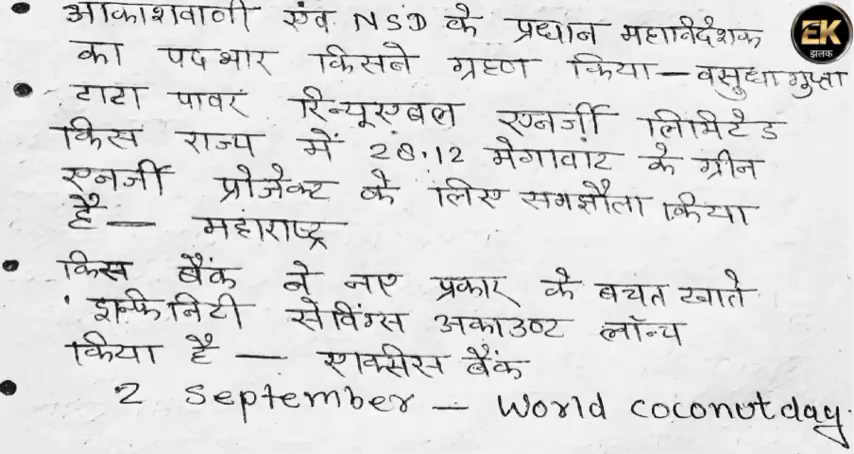 आकाशवाणी एंव NSD के प्रधान महानिदेशक
का पदभार किसने ग्रहण किया — वसुधा गुप्ता
टाटा पावर रिन्यूएबल एनर्जी लिमिटेड
किस राज्य में 28.12 मेगावाट के ग्रीन
एनर्जी प्रोजेक्ट के लिए समझौता किया
है — महाराष्ट्र
किस बैंक ने नए प्रकार के बचत खाते
'इन्फिनिटी सेविंग्स अकाउण्ट लॉन्च
किया है — एक्सिस बैंक
2 September — World coconut day.
EK
झलक